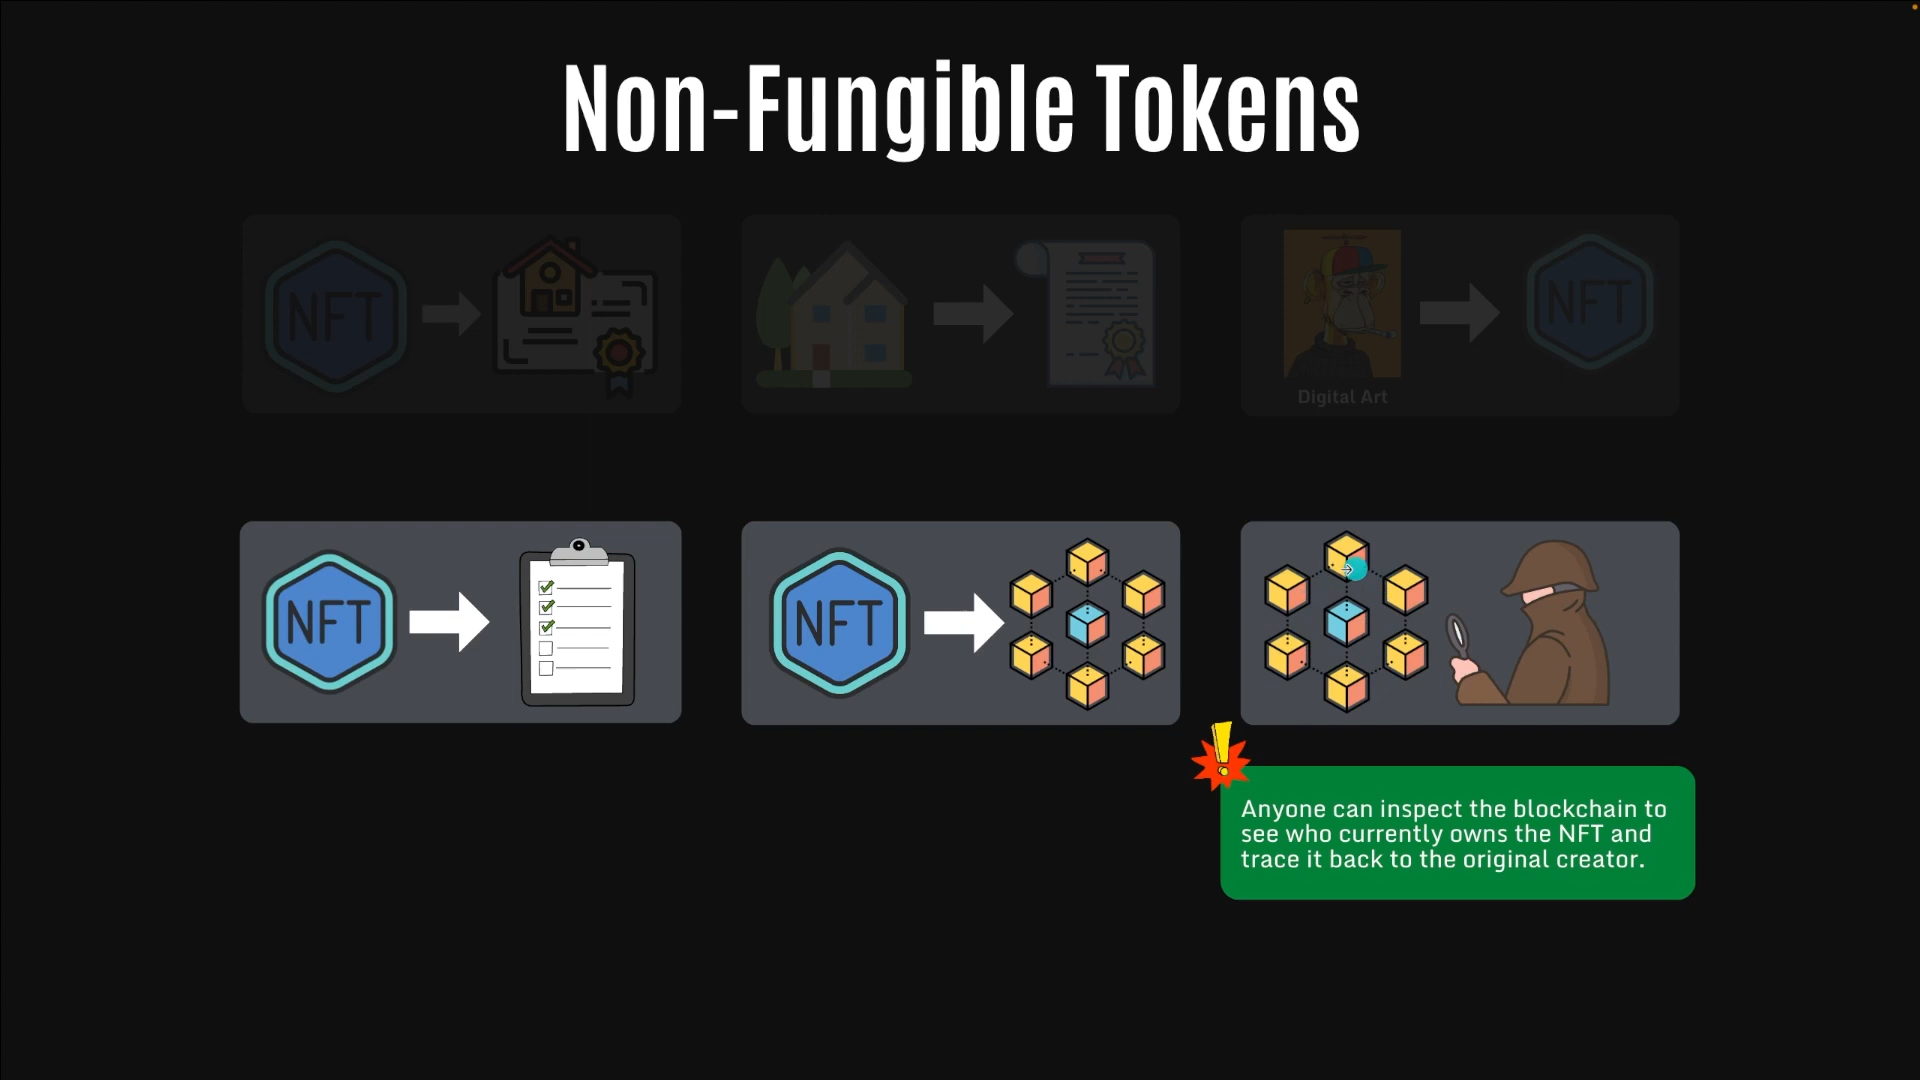 Non-Fungible Tokens
NFT
NFT
Digital Art
NFT
NFT
Anyone can inspect the blockchain to
see who currently owns the NFT and
trace it back to the original creator.